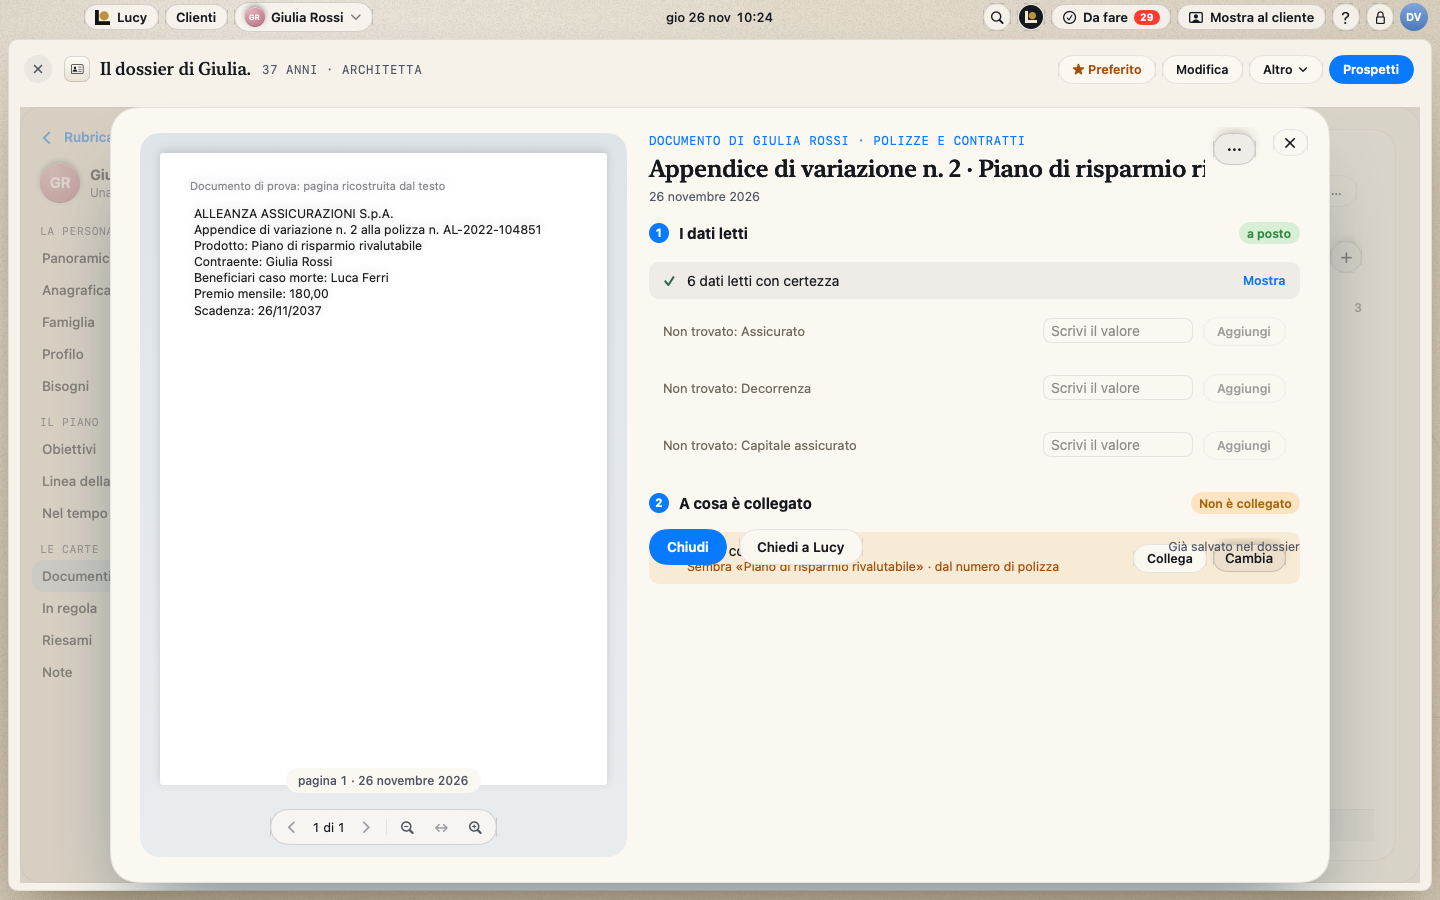 Lucy
Clienti
GR Giulia Rossi
gio 26 nov 10:24
Da fare 29
Mostra al cliente
?
DV
Il dossier di Giulia. 37 ANNI · ARCHITETTA
Preferito
Modifica
Altro
Prospetti
Rubrica
GR
LA PERSONA
Anagrafica
Famiglia
Profilo
Bisogni
IL PIANO
Obiettivi
Linea della
Nel tempo
LE CARTE
Documenti
In regola
Riesami
Note
3
Documento di prova: pagina ricostruita dal testo
ALLEANZA ASSICURAZIONI S.p.A.
Appendice di variazione n. 2 alla polizza n. AL-2022-104851
Prodotto: Piano di risparmio rivalutabile
Contraente: Giulia Rossi
Beneficiari caso morte: Luca Ferri
Premio mensile: 180,00
Scadenza: 26/11/2037
pagina 1 · 26 novembre 2026
1 di 1
DOCUMENTO DI GIULIA ROSSI · POLIZZE E CONTRATTI
Appendice di variazione n. 2 · Piano di risparmio ri
26 novembre 2026
1 I dati letti
a posto
6 dati letti con certezza
Mostra
Non trovato: Assicurato
Scrivi il valore
Aggiungi
Non trovato: Decorrenza
Scrivi il valore
Aggiungi
Non trovato: Capitale assicurato
Scrivi il valore
Aggiungi
2 A cosa è collegato
Non è collegato
Chiudi
Chiedi a Lucy
Già salvato nel dossier
Sembra «Piano di risparmio rivalutabile» · dal numero di polizza
Collega
Cambia